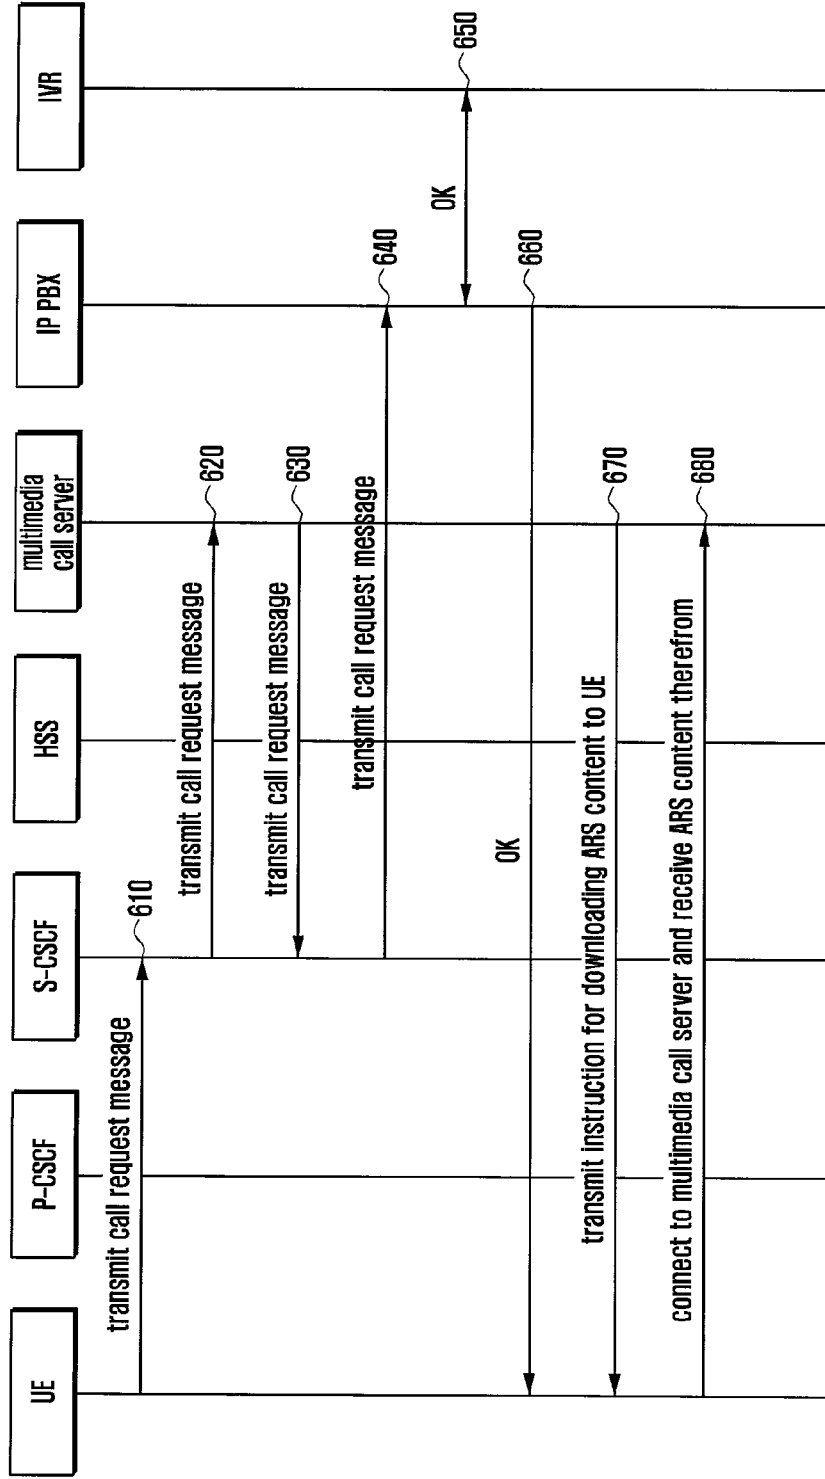 UE
P-CSCF
S-CSCF
HSS
multimedia
call server
IP PBX
IVR
transmit call request message
610
transmit call request message
620
transmit call request message
630
transmit call request message
640
OK
650
OK
660
transmit instruction for downloading ARS content to UE
670
connect to multimedia call server and receive ARS content therefrom
680